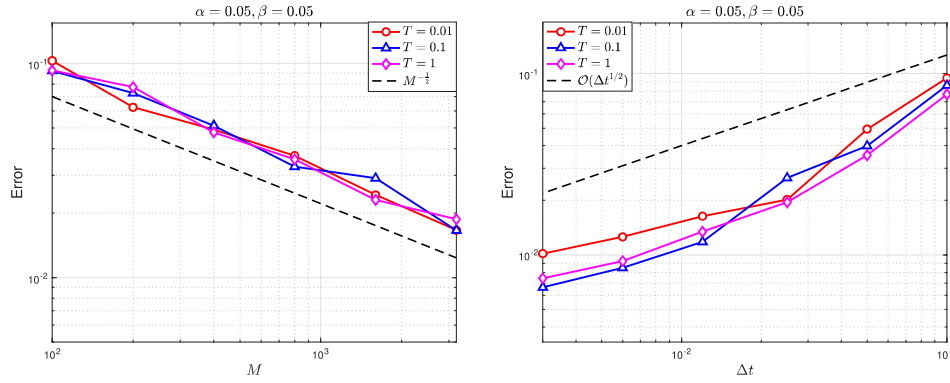 α = 0.05, β = 0.05
T = 0.01
T = 0.1
T = 1
M^{-1/2}
10^{-1}
10^{-2}
Error
10^2
10^3
M
α = 0.05, β = 0.05
T = 0.01
T = 0.1
T = 1
𝒪(Δt^{1/2})
10^{-1}
10^{-2}
Error
10^{-2}
10
Δt